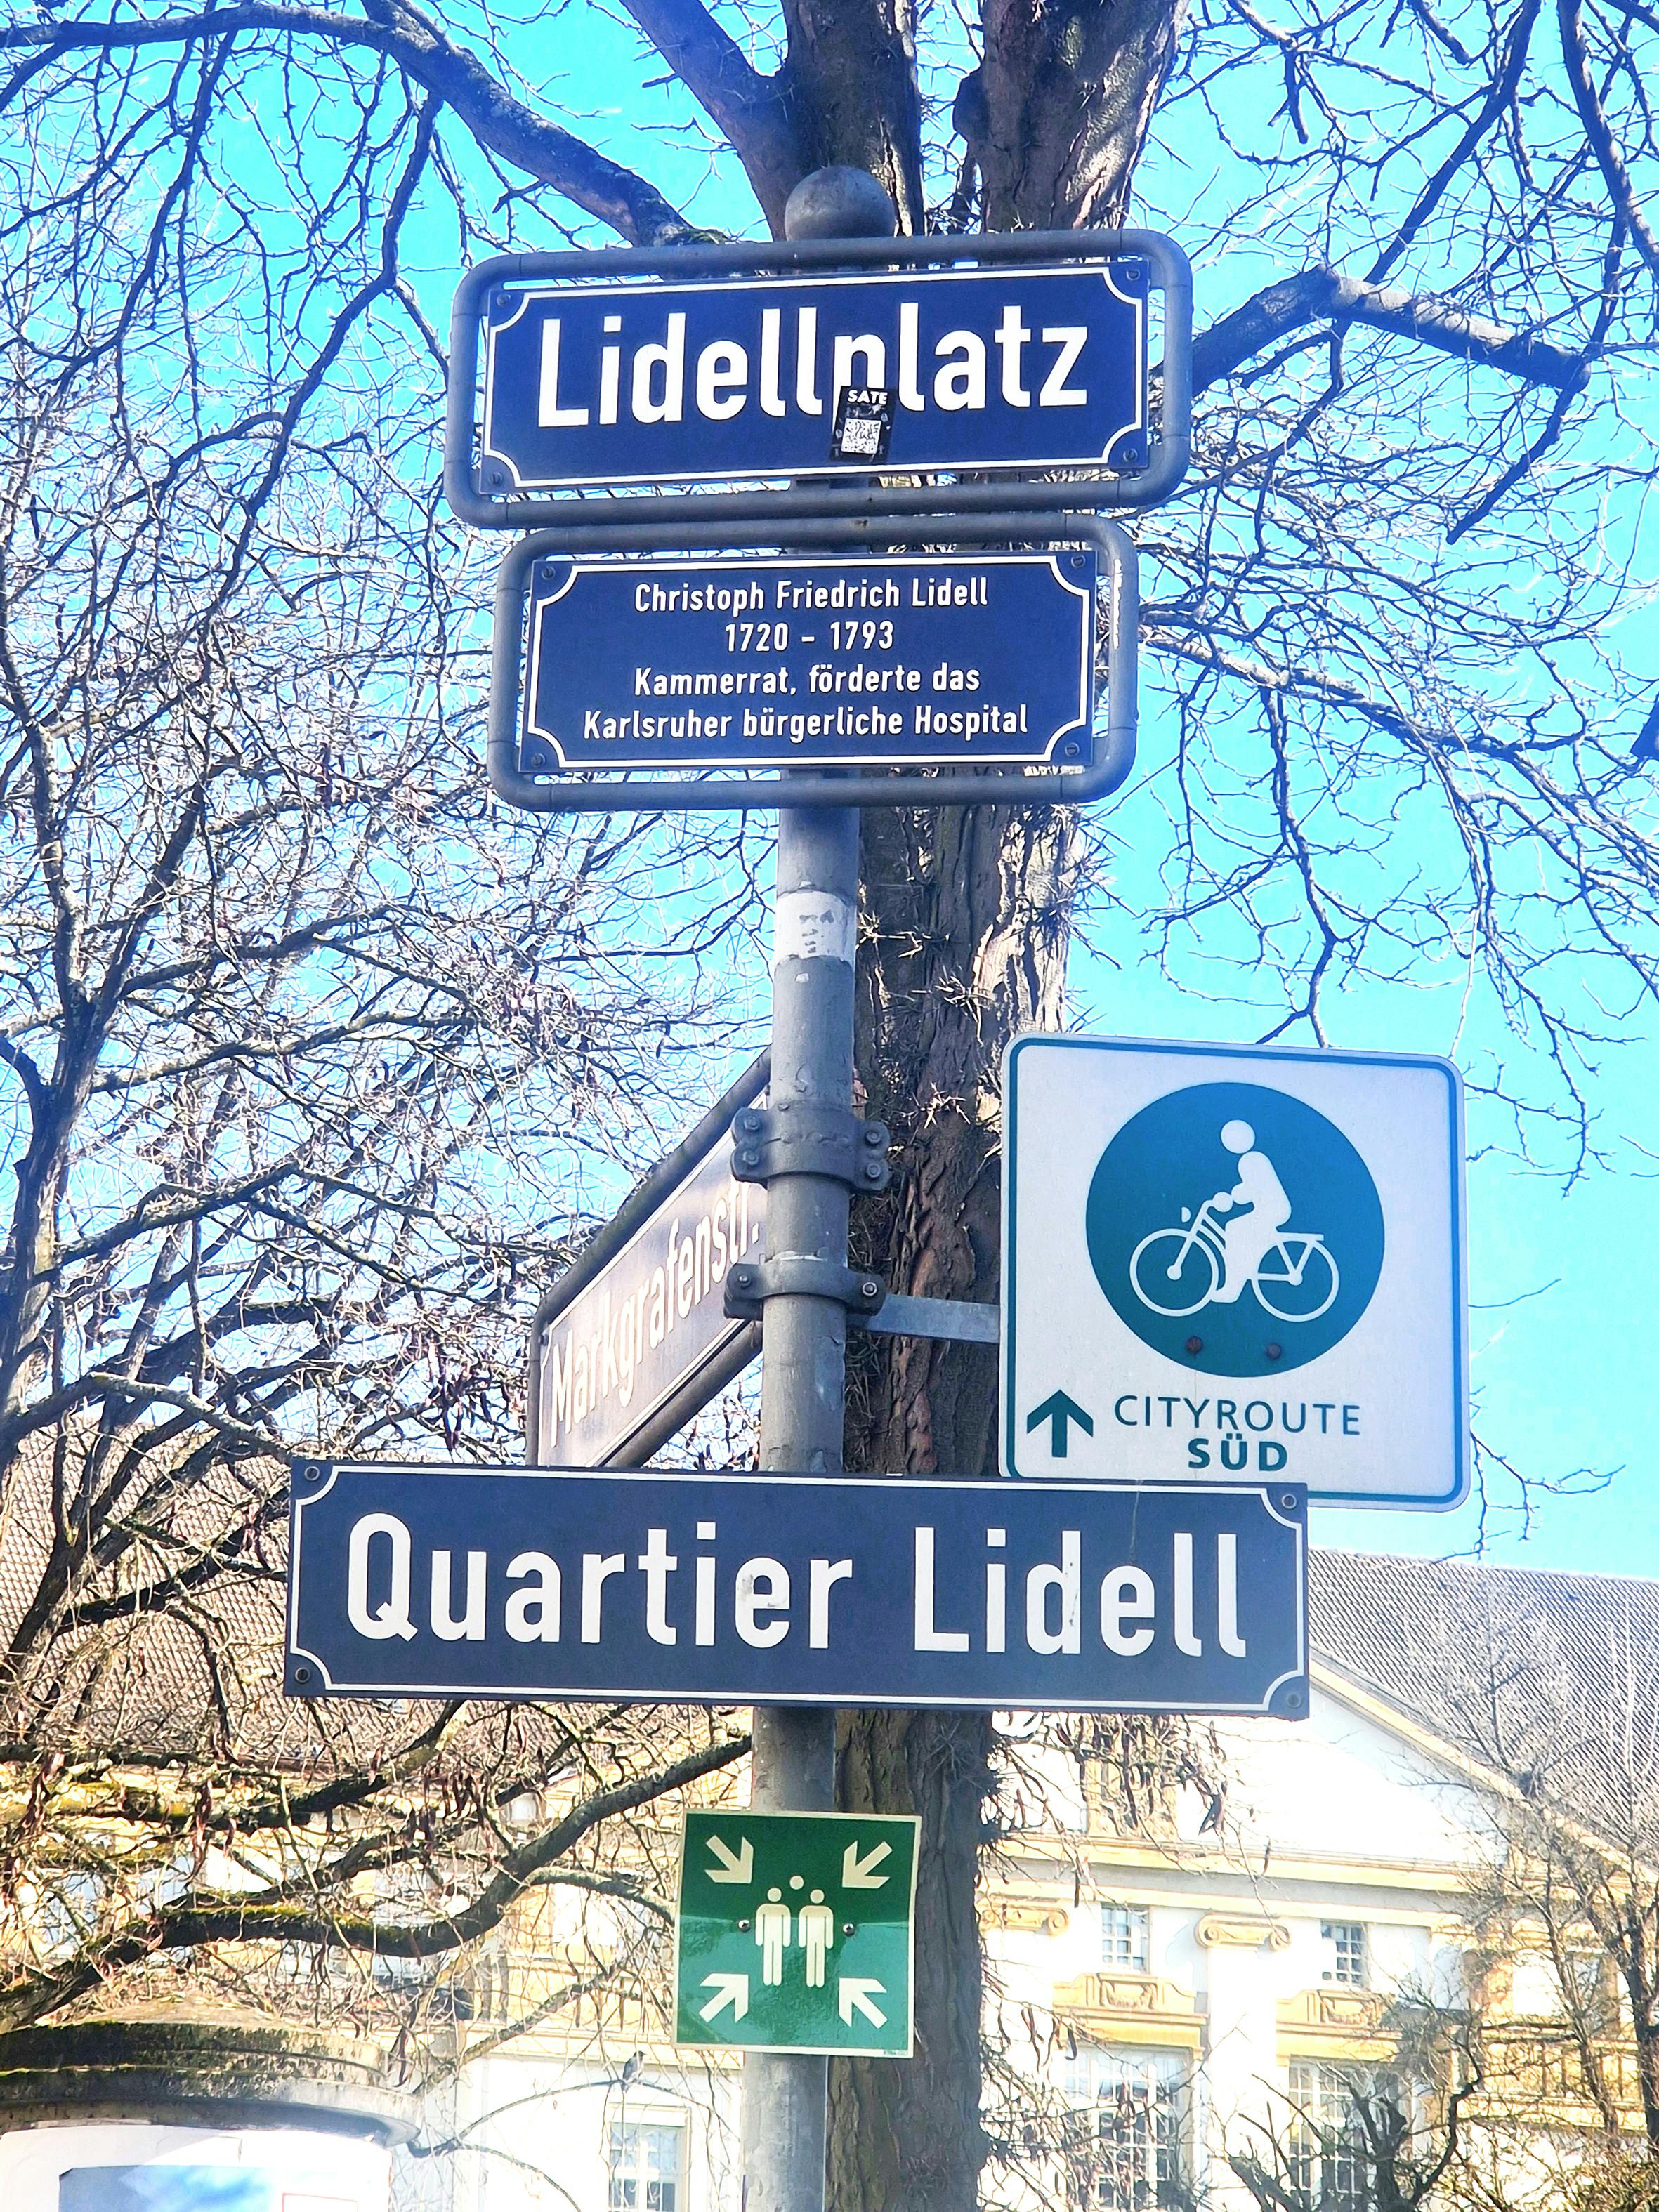 Lidellplatz
SATE
Christoph Friedrich Lidell
1720 - 1793
Kammerrat, förderte das
Karlsruher bürgerliche Hospital
Markgrafenstr.
CITYROUTE
SÜD
Quartier Lidell